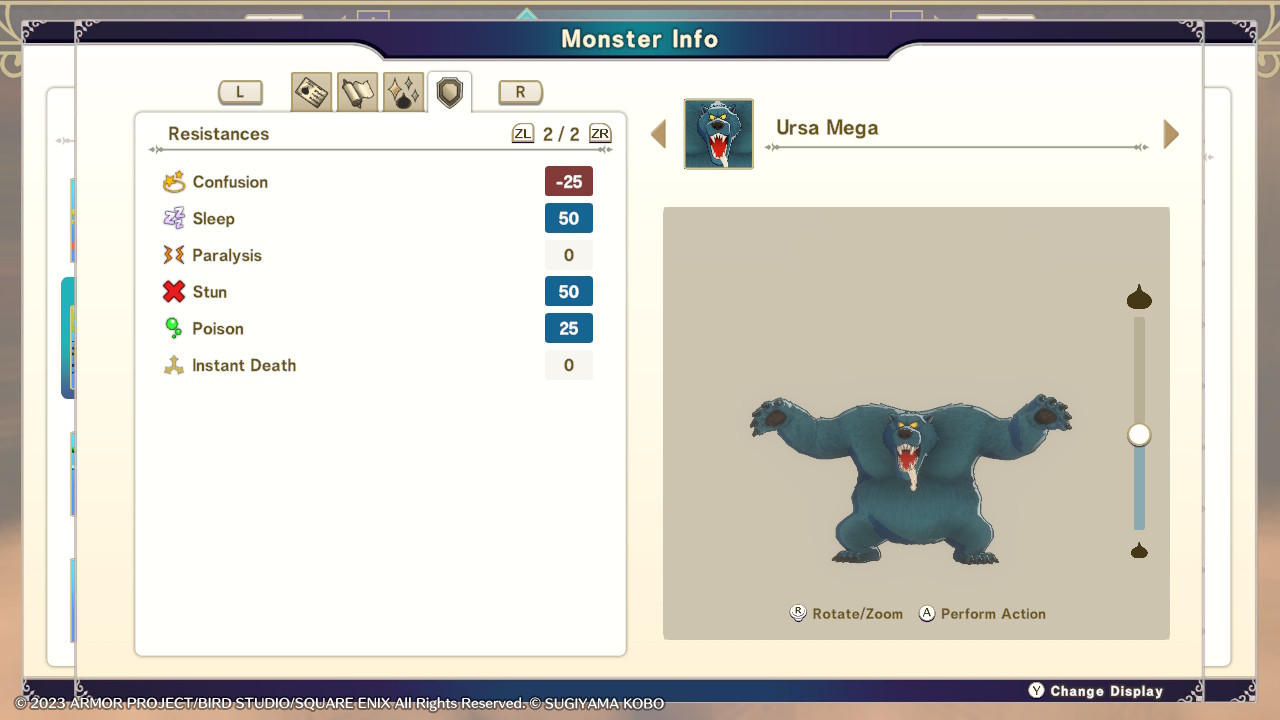 Monster Info
L
R
Resistances
ZL 2 / 2 ZR
Ursa Mega
Confusion -25
Sleep 50
Paralysis 0
Stun 50
Poison 25
Instant Death 0
R Rotate/Zoom A Perform Action
Y Change Display
© 2023 ARMOR PROJECT/BIRD STUDIO/SQUARE ENIX All Rights Reserved. © SUGIYAMA KOBO